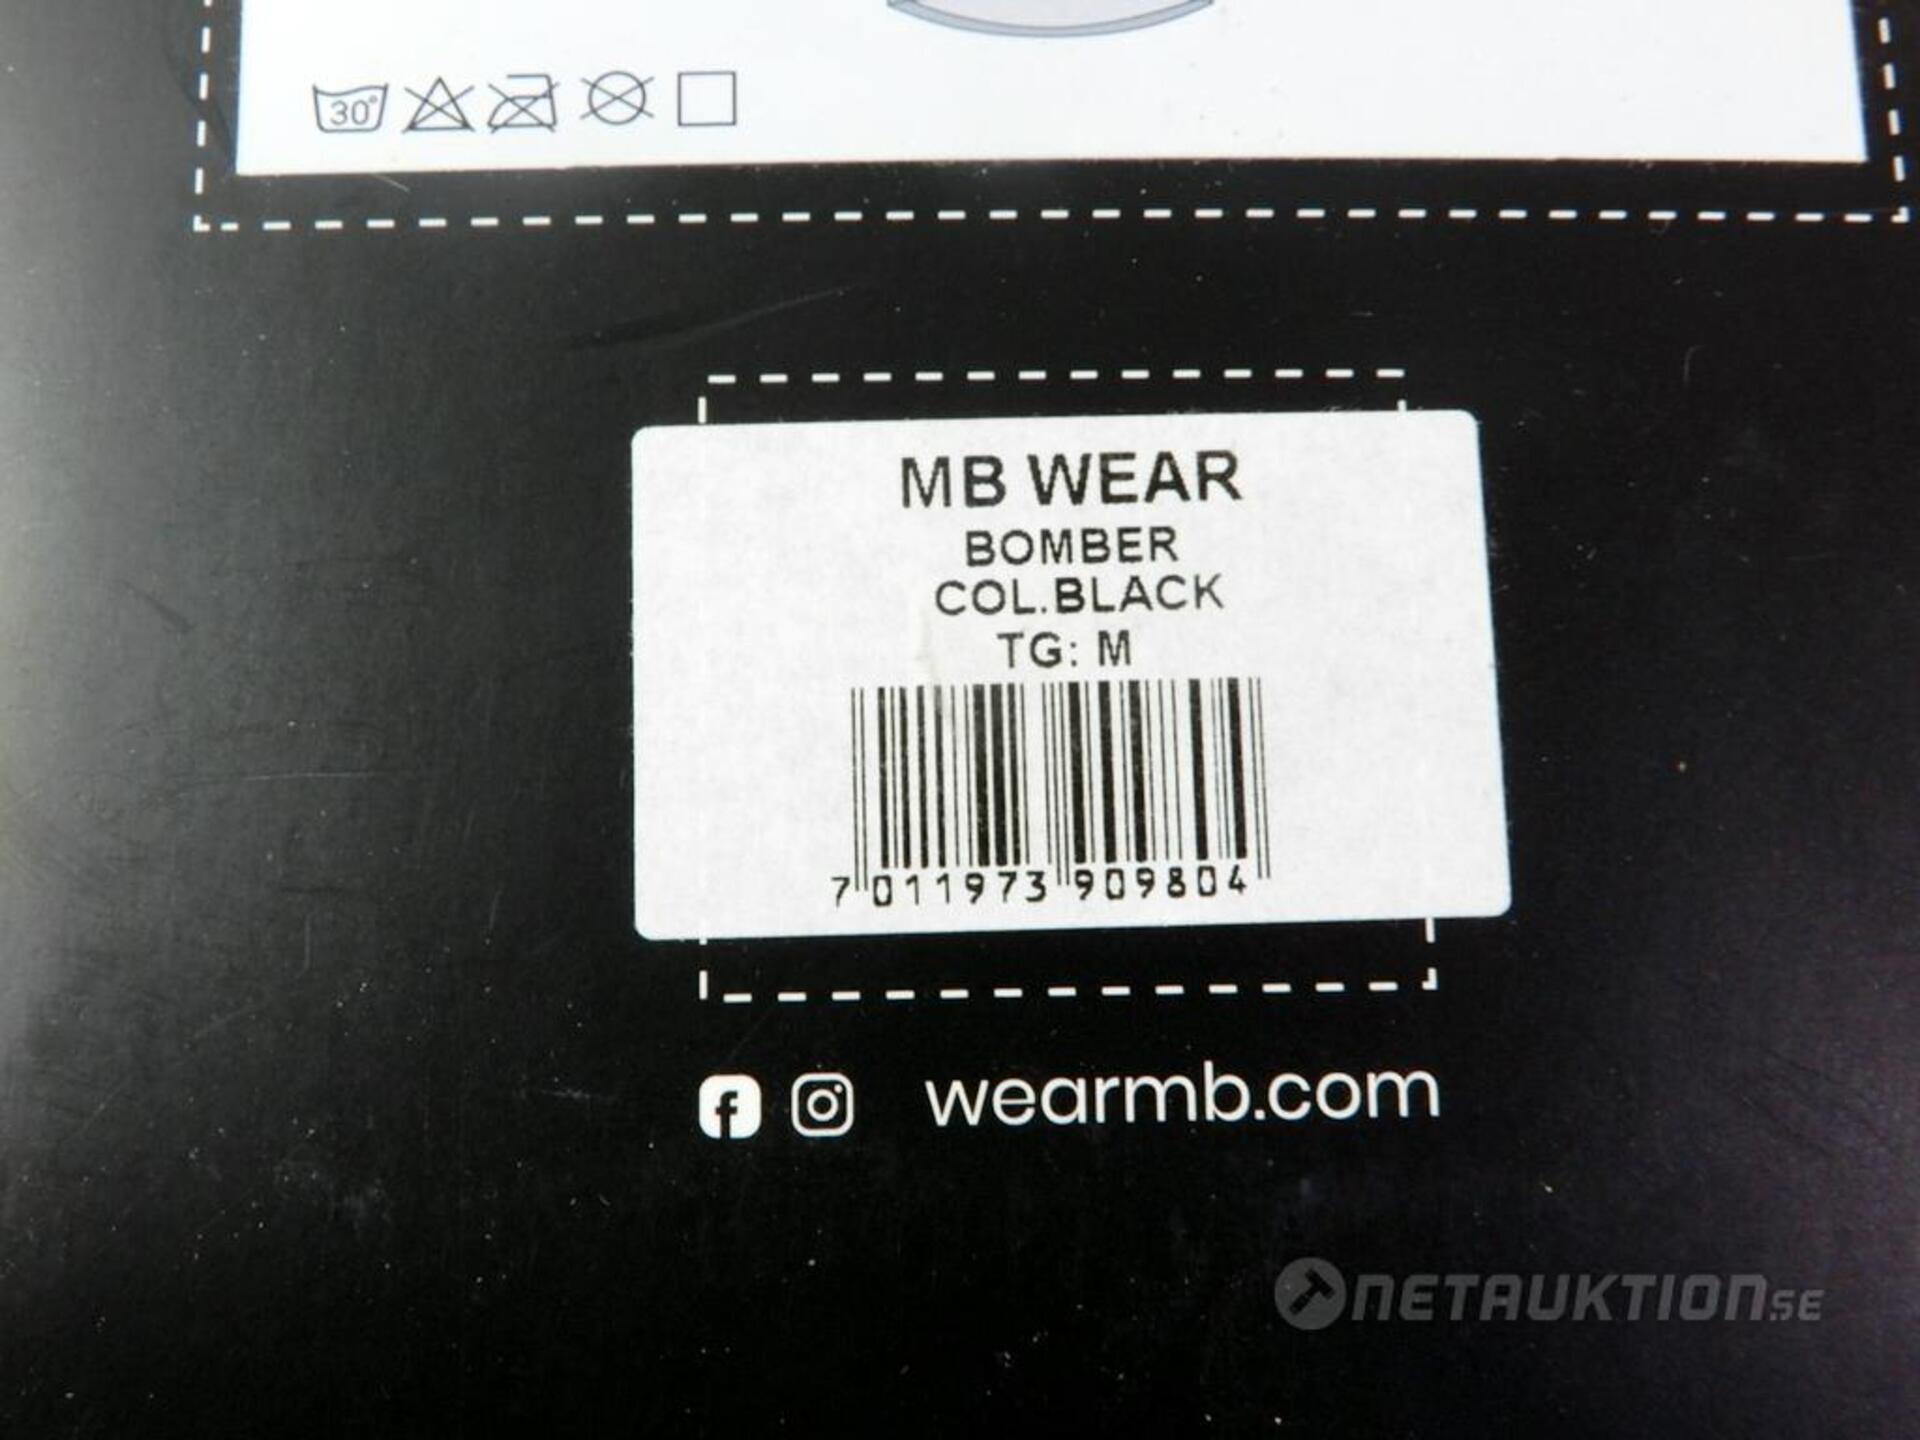 30°
MB WEAR
BOMBER
COL.BLACK
TG: M
7 011973 909804
wearmb.com
NETAUKTION.SE